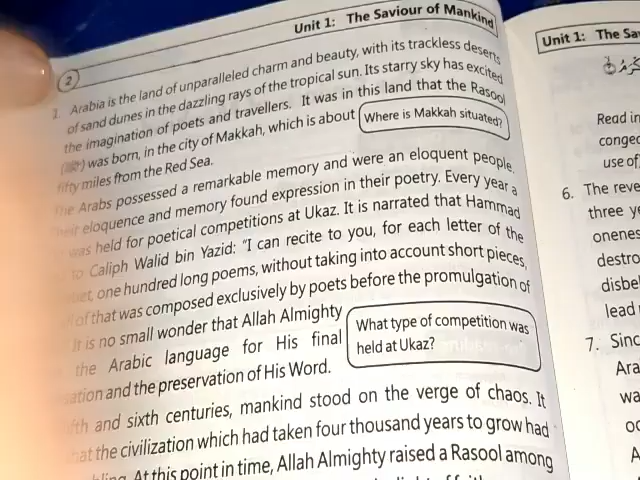 Unit 1: The Saviour of Mankind
2
1. Arabia is the land of unparalleled charm and beauty, with its trackless deserts
of sand dunes in the dazzling rays of the tropical sun. Its starry sky has excited
the imagination of poets and travellers. It was in this land that the Rasool
(ﷺ) was born, in the city of Makkah, which is about
Where is Makkah situated?
fifty miles from the Red Sea.
The Arabs possessed a remarkable memory and were an eloquent people.
Their eloquence and memory found expression in their poetry. Every year a
was held for poetical competitions at Ukaz. It is narrated that Hammad
to Caliph Walid bin Yazid: "I can recite to you, for each letter of the
one hundred long poems, without taking into account short pieces,
of that was composed exclusively by poets before the promulgation of
It is no small wonder that Allah Almighty
the Arabic language for His final
and the preservation of His Word.
What type of competition was
held at Ukaz?
and sixth centuries, mankind stood on the verge of chaos. It
that the civilization which had taken four thousand years to grow had
At this point in time, Allah Almighty raised a Rasool among
Unit 1: The Sa
Read in
use of
6. The reve
three ye
onenes
destro
disbe
lead
7. Sinc
Ara
wa